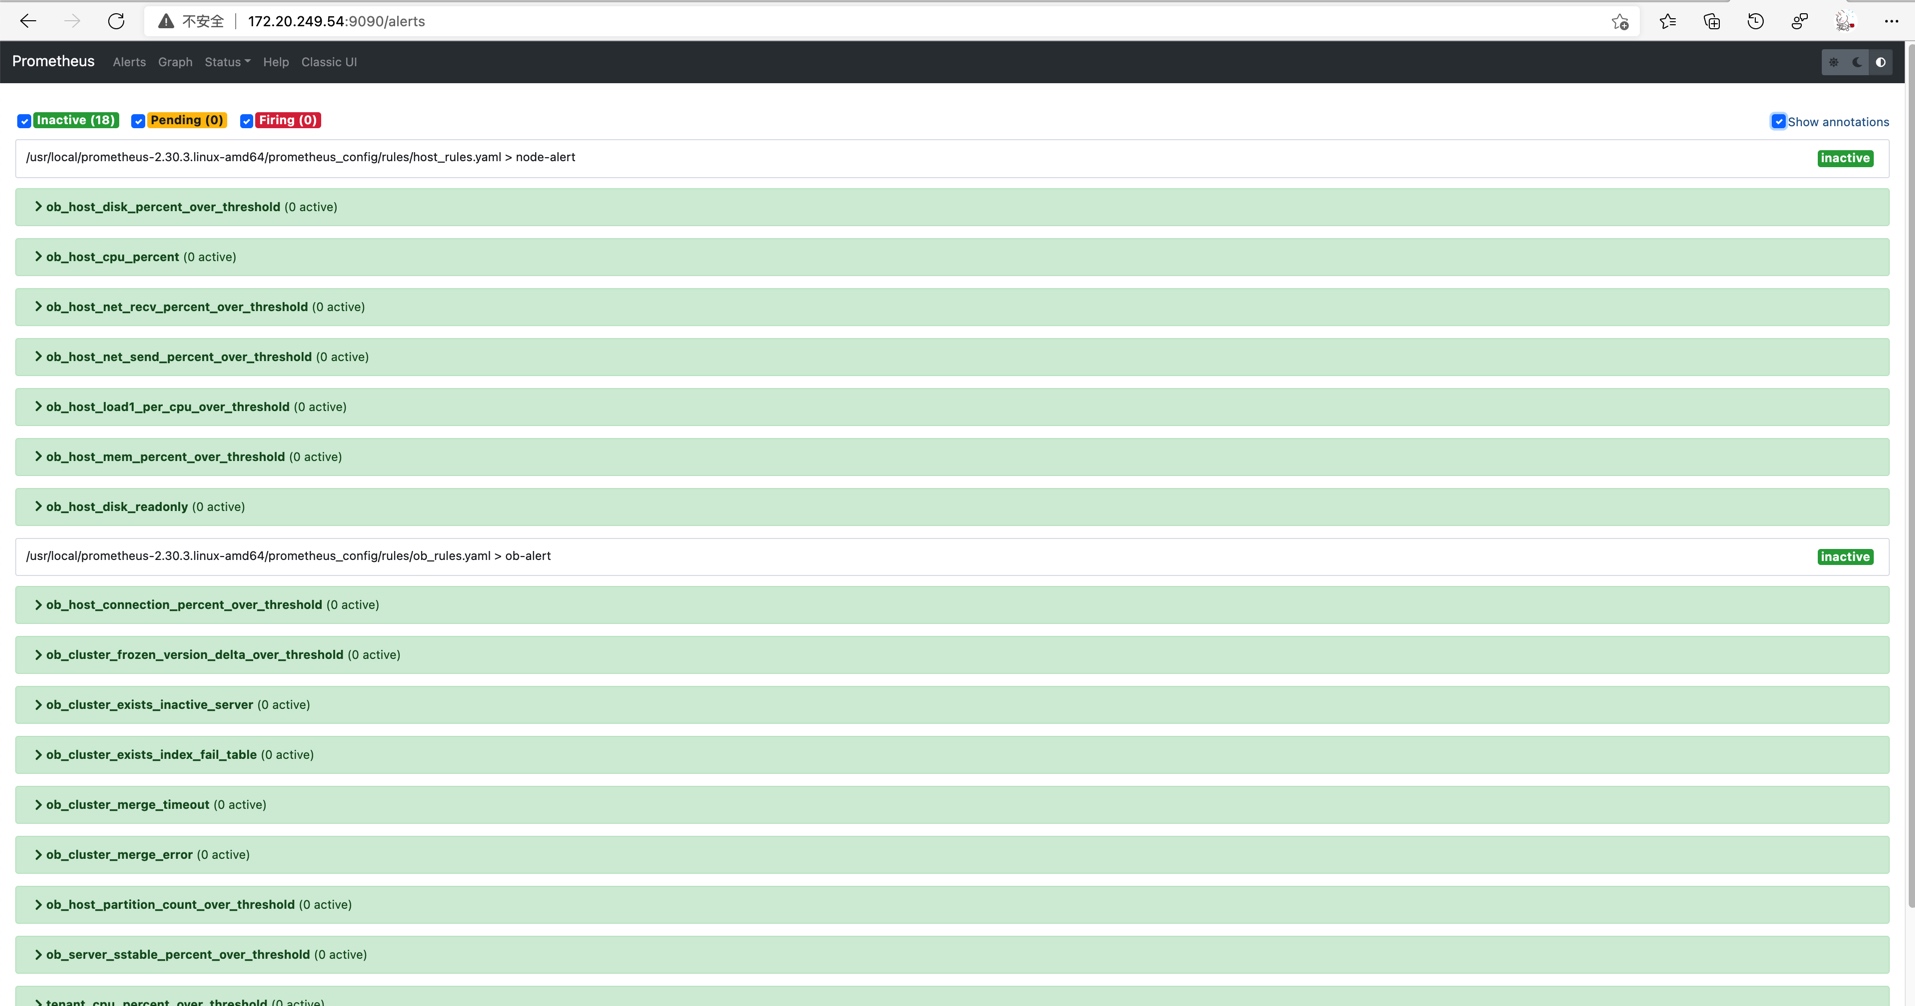 不安全 172.20.249.54:9090/alerts
Prometheus Alerts Graph Status Help Classic UI
Inactive (18) Pending (0) Firing (0) Show annotations
/usr/local/prometheus-2.30.3.linux-amd64/prometheus_config/rules/host_rules.yaml > node-alert inactive
ob_host_disk_percent_over_threshold (0 active)
ob_host_cpu_percent (0 active)
ob_host_net_recv_percent_over_threshold (0 active)
ob_host_net_send_percent_over_threshold (0 active)
ob_host_load1_per_cpu_over_threshold (0 active)
ob_host_mem_percent_over_threshold (0 active)
ob_host_disk_readonly (0 active)
/usr/local/prometheus-2.30.3.linux-amd64/prometheus_config/rules/ob_rules.yaml > ob-alert inactive
ob_host_connection_percent_over_threshold (0 active)
ob_cluster_frozen_version_delta_over_threshold (0 active)
ob_cluster_exists_inactive_server (0 active)
ob_cluster_exists_index_fail_table (0 active)
ob_cluster_merge_timeout (0 active)
ob_cluster_merge_error (0 active)
ob_host_partition_count_over_threshold (0 active)
ob_server_sstable_percent_over_threshold (0 active)
tenant_cpu_percent_over_threshold (0 active)